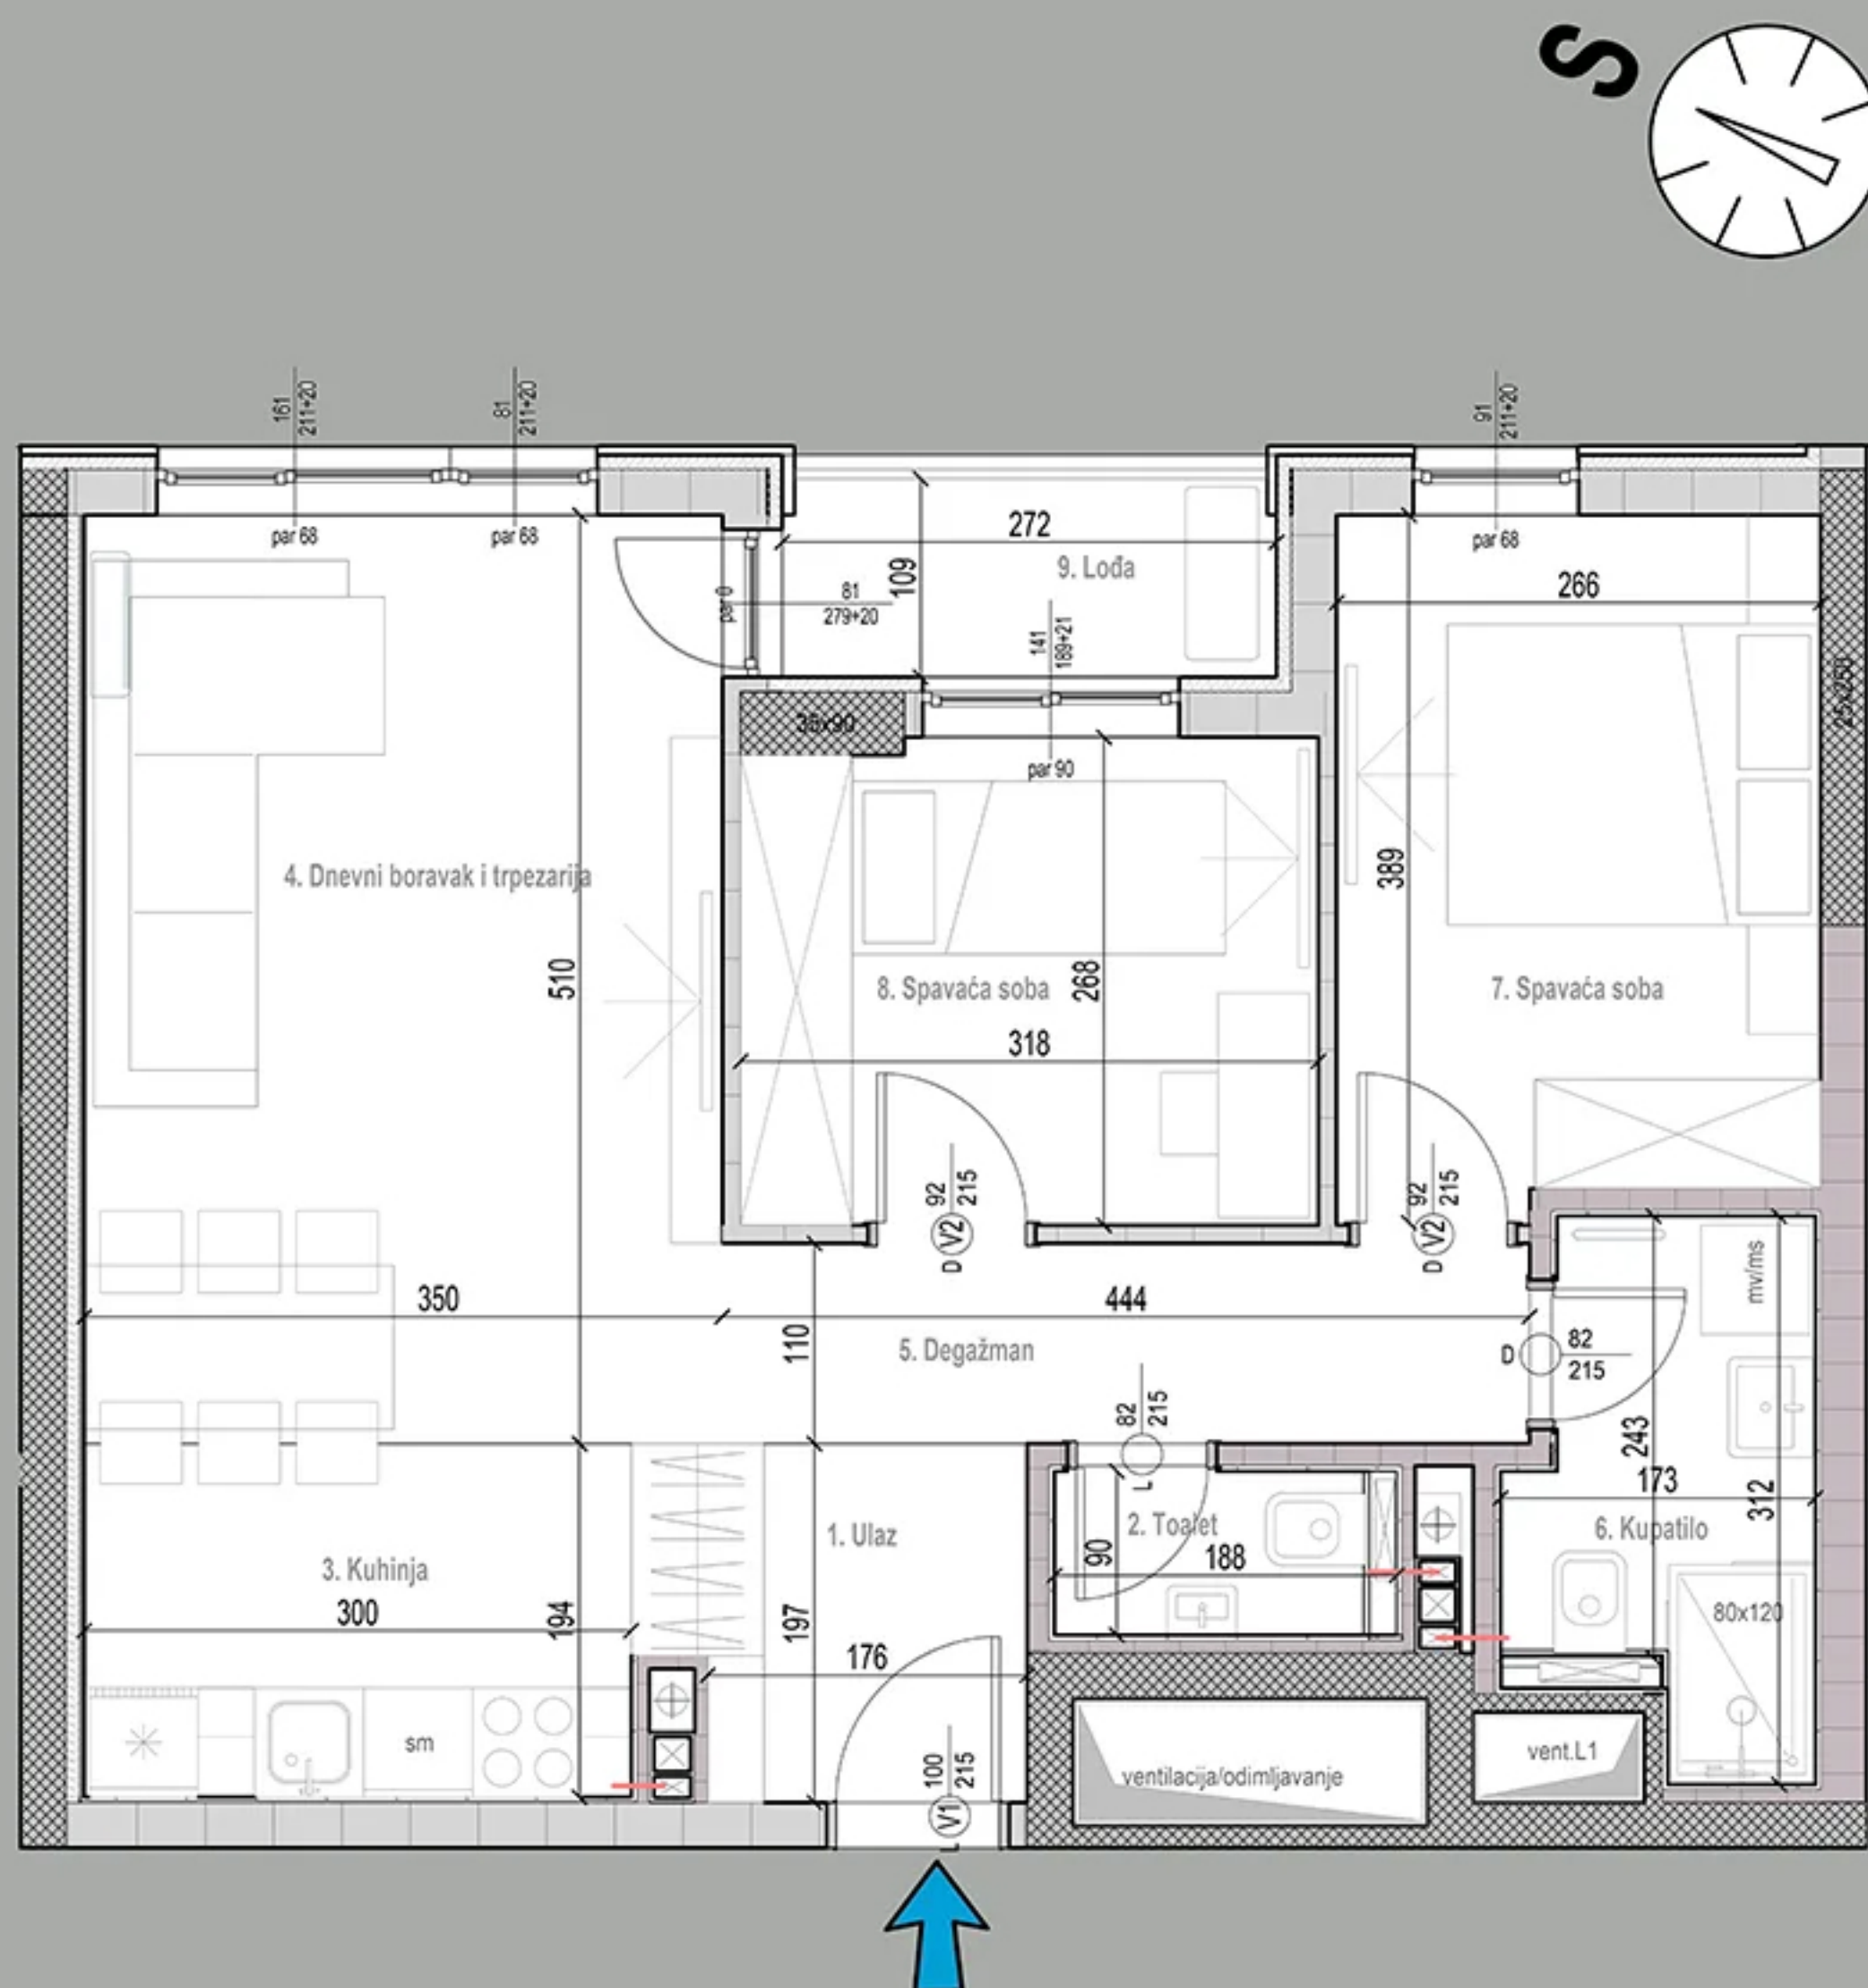 S
161
211+20
81
211+20
91
211+20
par 68
par 68
par 68
272
109
9. Lođa
par 0
81
279+20
141
189+21
266
25x250
35x90
par 90
4. Dnevni boravak i trpezarija
510
8. Spavaća soba
268
318
389
7. Spavaća soba
92
215
V2
D
92
215
V2
D
350
444
110
5. Degažman
D
82
215
mv/ms
82
215
L
243
173
312
1. Ulaz
2. Toalet
90
188
6. Kupatilo
80x120
3. Kuhinja
300
194
197
176
sm
100
215
V1
L
ventilacija/odimljavanje
vent.L1